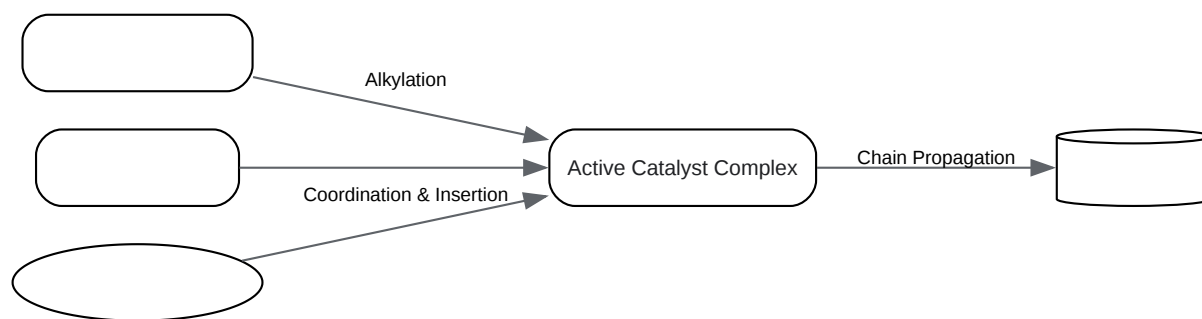 Alkylation
Active Catalyst Complex
Chain Propagation
Coordination & Insertion